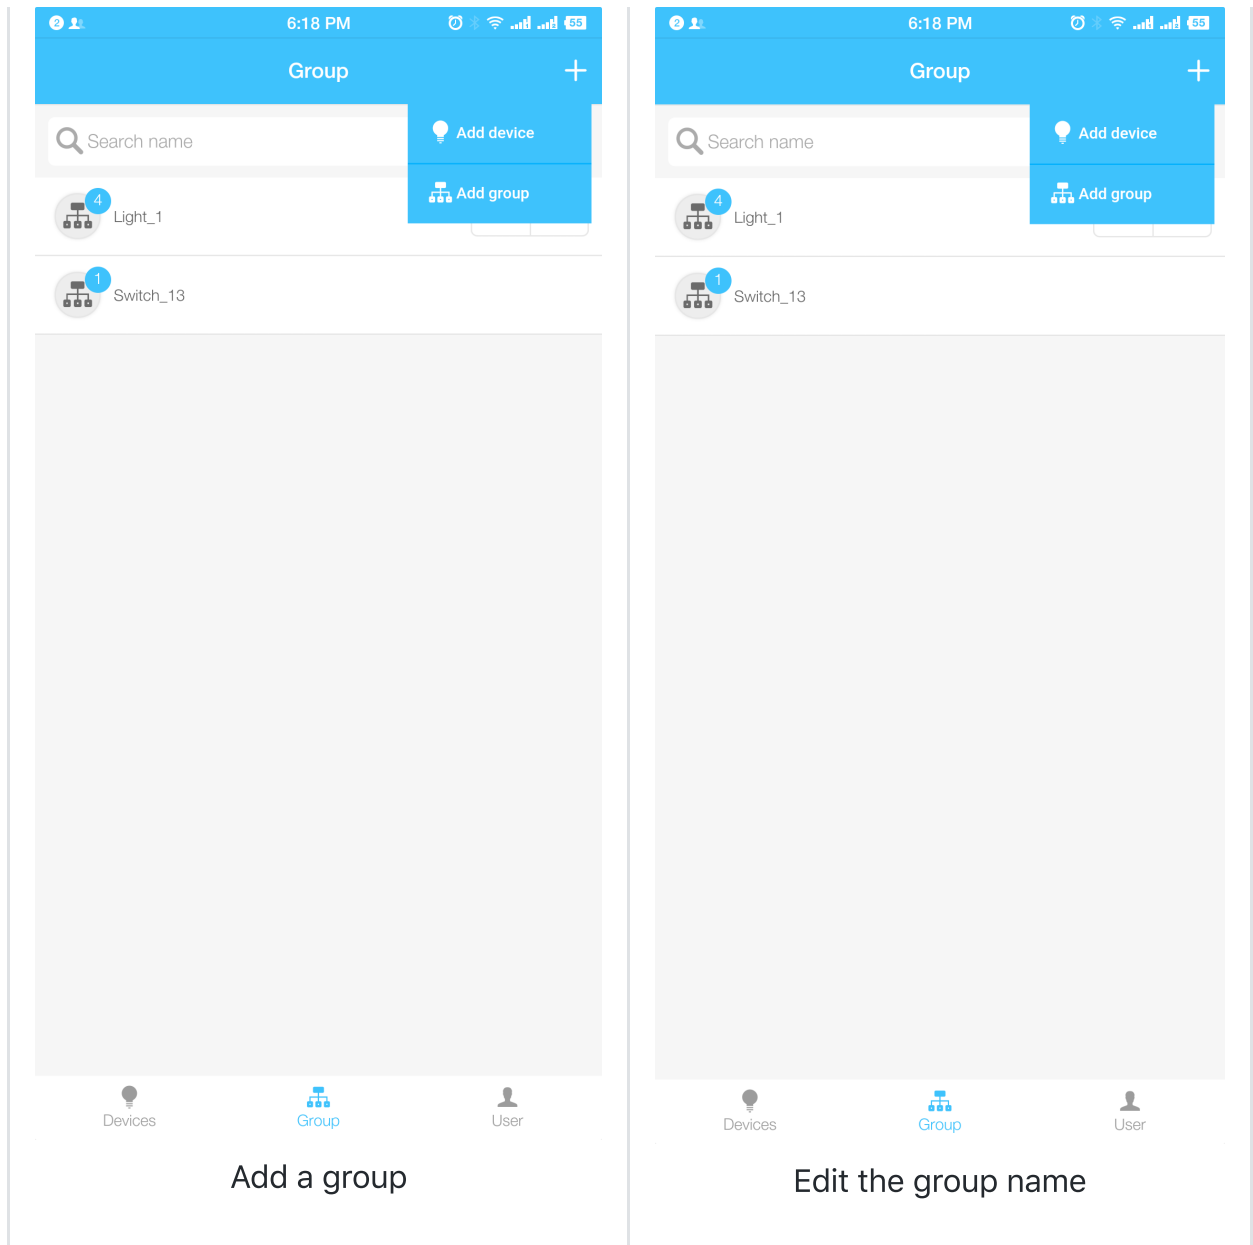 2 6:18 PM 55
Group
Add device
Search name
Add group
4
Light_1
1
Switch_13
Devices Group User
Add a group
2 6:18 PM 55
Group
Add device
Search name
Add group
4
Light_1
1
Switch_13
Devices Group User
Edit the group name